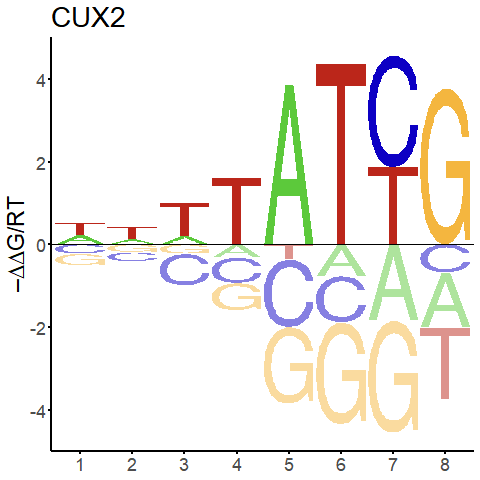 CUX2
−ΔΔG/RT
4
2
0
-2
-4
T T T T A T C G
A A A T G
C G C A T C A C
G C G C G C A A
G G G G T
1 2 3 4 5 6 7 8